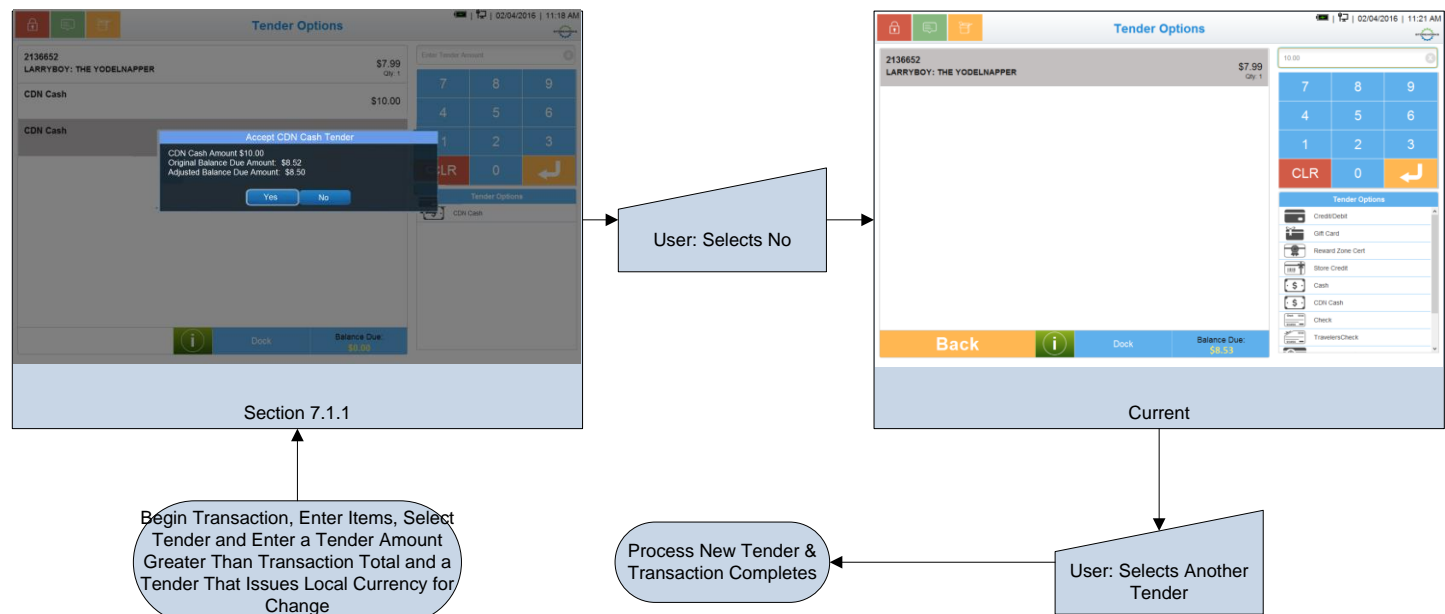 Tender Options
02/04/2016 | 11:18 AM
2136652
LARRYBOY: THE YODELNAPPER
$7.99
Qty: 1
CDN Cash
$10.00
CDN Cash
Accept CDN Cash Tender
CDN Cash Amount $10.00
Original Balance Due Amount: $8.52
Adjusted Balance Due Amount: $8.50
Yes
No
Enter Tender Amount
7 8 9
4 5 6
1 2 3
CLR 0
Tender Options
CDN Cash
i
Dock
Balance Due:
$0.00
Section 7.1.1
User: Selects No
Tender Options
02/04/2016 | 11:21 AM
2136652
LARRYBOY: THE YODELNAPPER
$7.99
Qty: 1
10.00
7 8 9
4 5 6
1 2 3
CLR 0
Tender Options
Credit/Debit
Gift Card
Reward Zone Cert
Store Credit
Cash
CDN Cash
Check
TravelersCheck
Back
i
Dock
Balance Due:
$8.53
Current
Begin Transaction, Enter Items, Select
Tender and Enter a Tender Amount
Greater Than Transaction Total and a
Tender That Issues Local Currency for
Change
Process New Tender &
Transaction Completes
User: Selects Another
Tender